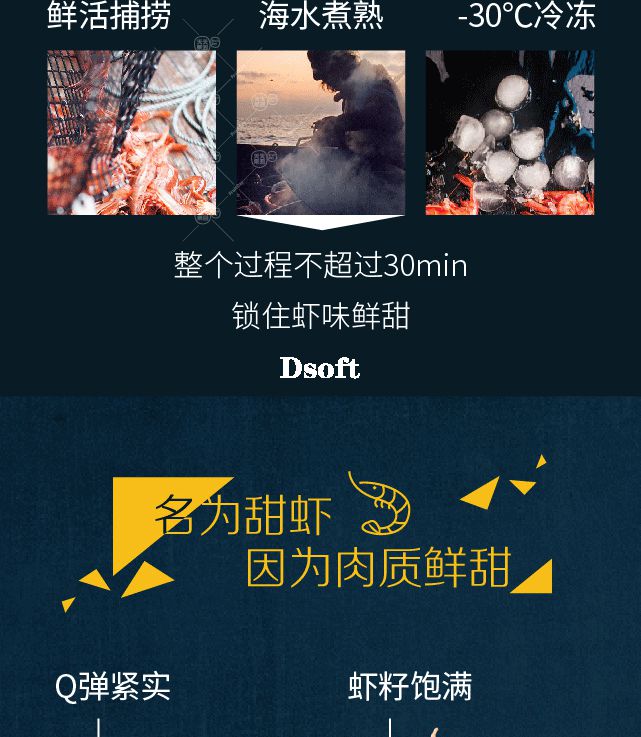 鲜活捕捞 海水煮熟 -30℃冷冻
整个过程不超过30min
锁住虾味鲜甜
Dsoft
名为甜虾
因为肉质鲜甜
Q弹紧实 虾籽饱满